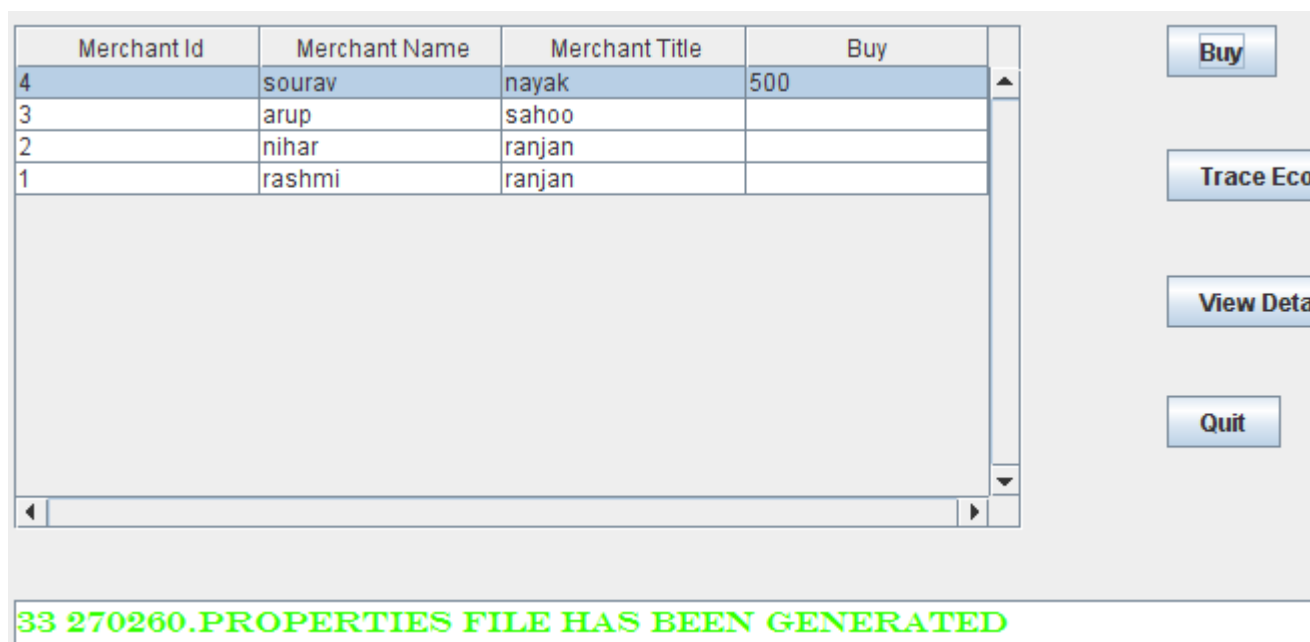 Merchant Id Merchant Name Merchant Title Buy
4 sourav nayak 500
3 arup sahoo
2 nihar ranjan
1 rashmi ranjan
Buy
Trace Eco
View Deta
Quit
33 270260.PROPERTIES FILE HAS BEEN GENERATED